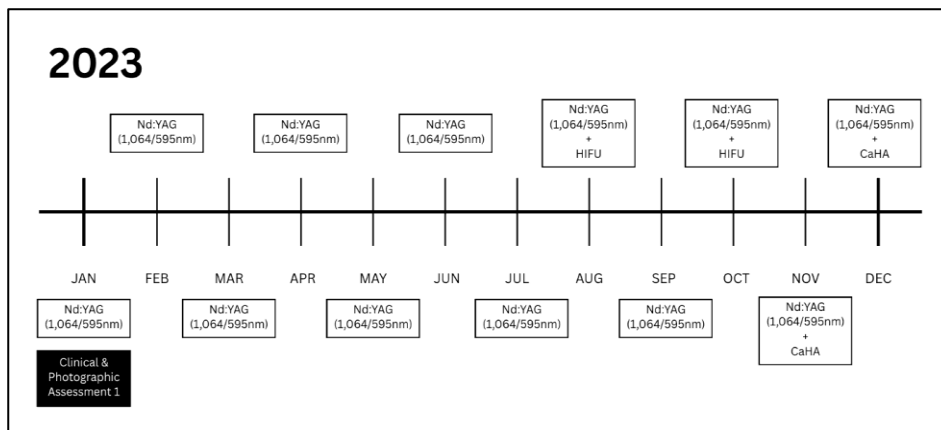 2023
Nd:YAG
(1,064/595nm)
Nd:YAG
(1,064/595nm)
Nd:YAG
(1,064/595nm)
Nd:YAG
(1,064/595nm)
+
HIFU
Nd:YAG
(1,064/595nm)
+
HIFU
Nd:YAG
(1,064/595nm)
+
CaHA
JAN FEB MAR APR MAY JUN JUL AUG SEP OCT NOV DEC
Nd:YAG
(1,064/595nm)
Nd:YAG
(1,064/595nm)
Nd:YAG
(1,064/595nm)
Nd:YAG
(1,064/595nm)
Nd:YAG
(1,064/595nm)
Nd:YAG
(1,064/595nm)
+
CaHA
Clinical &
Photographic
Assessment 1